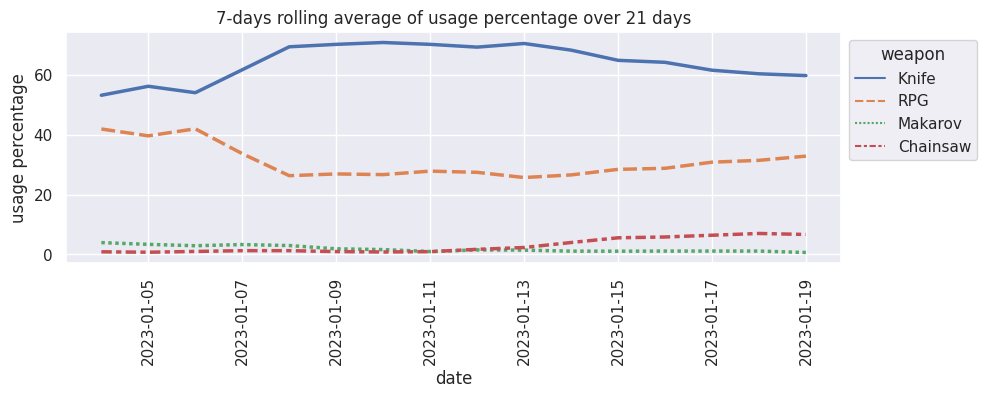 7-days rolling average of usage percentage over 21 days
usage percentage
60
40
20
0
2023-01-05
2023-01-07
2023-01-09
2023-01-11
2023-01-13
2023-01-15
2023-01-17
2023-01-19
date
weapon
Knife
RPG
Makarov
Chainsaw